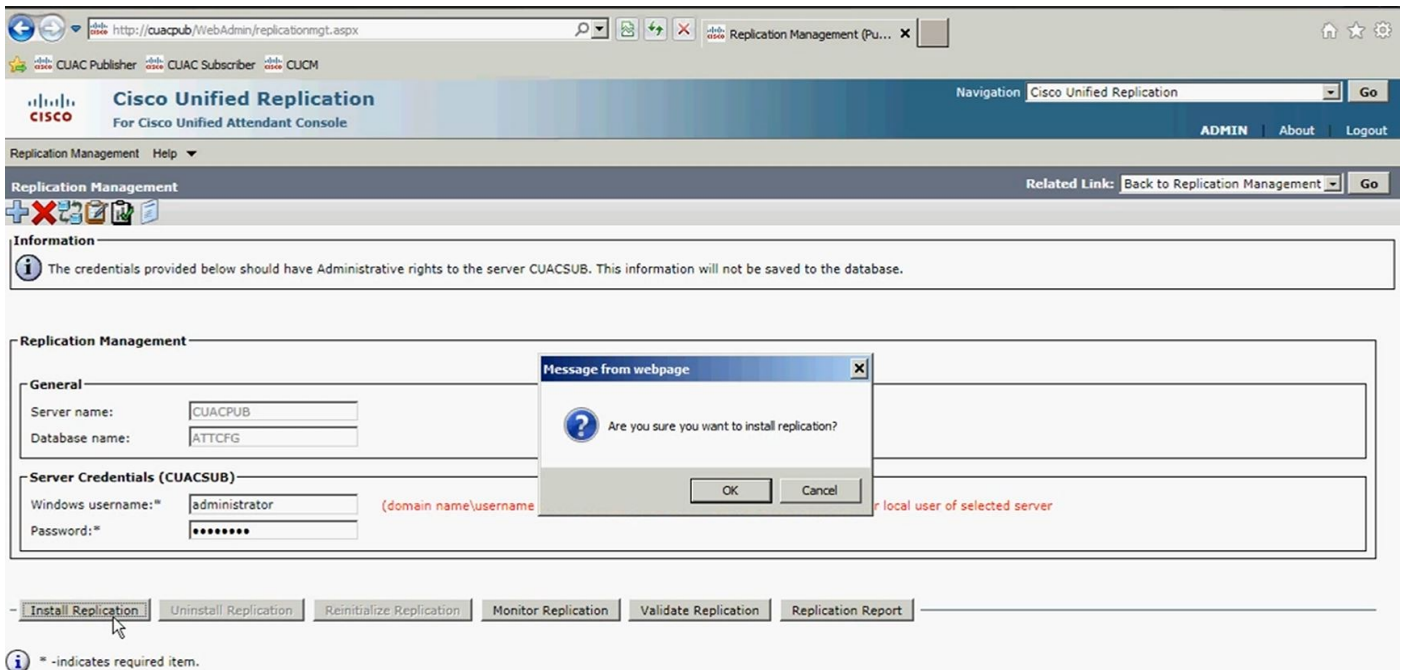 http://cuacpub/WebAdmin/replicationmgt.aspx
Replication Management (Pu...
CUAC Publisher CUAC Subscriber CUCM
CISCO
Cisco Unified Replication
For Cisco Unified Attendant Console
Navigation Cisco Unified Replication Go
ADMIN About Logout
Replication Management Help
Replication Management
Related Link: Back to Replication Management Go
Information
The credentials provided below should have Administrative rights to the server CUACSUB. This information will not be saved to the database.
Replication Management
General
Server name: CUACPUB
Database name: ATTCFG
Server Credentials (CUACSUB)
Windows username:* administrator (domain name\username
r local user of selected server
Password:* ••••••••
Message from webpage
Are you sure you want to install replication?
OK Cancel
Install Replication Uninstall Replication Reinitialize Replication Monitor Replication Validate Replication Replication Report
* -indicates required item.